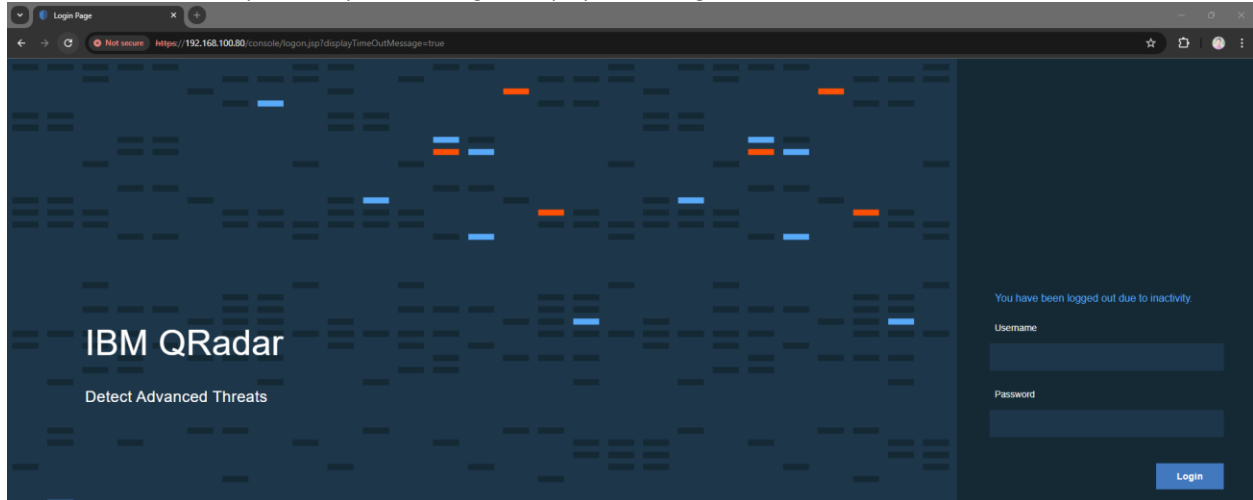 Login Page
Not secure https://192.168.100.80/console/logon.jsp?displayTimeOutMessage=true
You have been logged out due to inactivity.
Username
IBM QRadar
Detect Advanced Threats
Password
Login